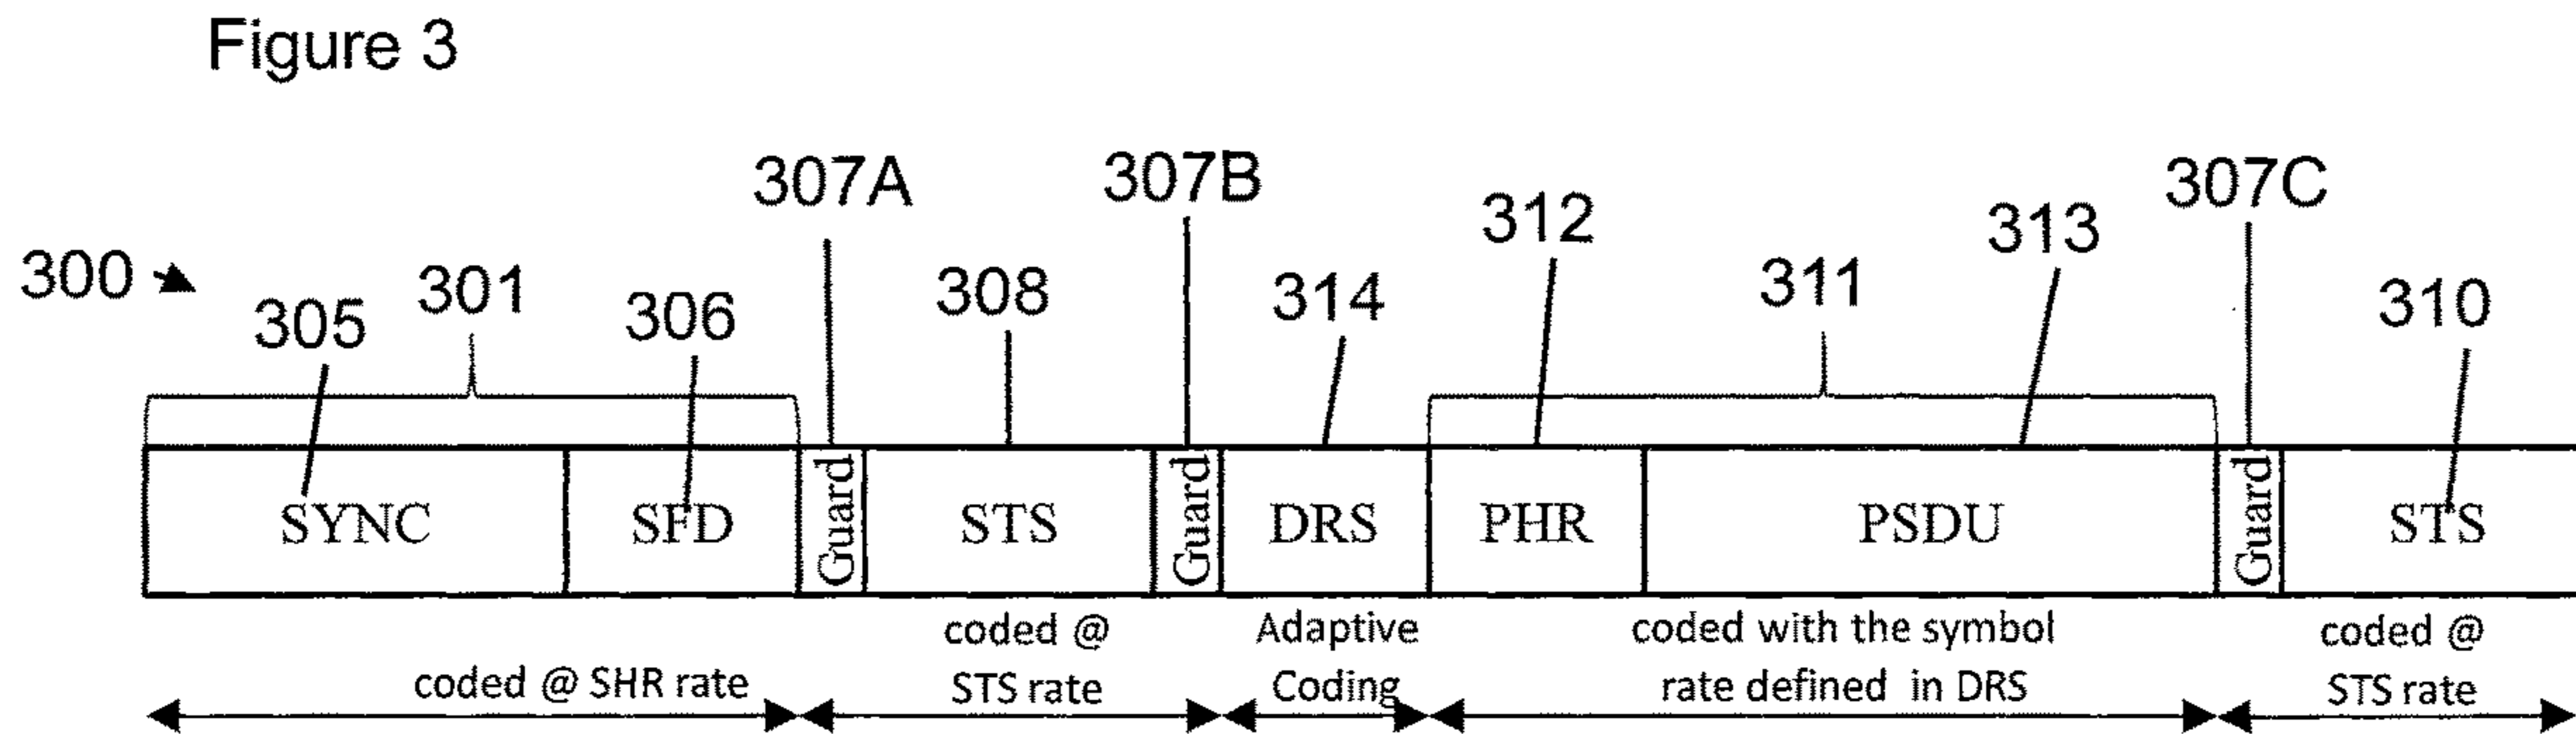 Figure 3
307A
307B
307C
312
313
300
301
308
314
311
310
305
306
SYNC
SFD
Guard
STS
Guard
DRS
PHR
PSDU
Guard
STS
coded @ SHR rate
coded @
STS rate
Adaptive
Coding
coded with the symbol
rate defined in DRS
coded @
STS rate